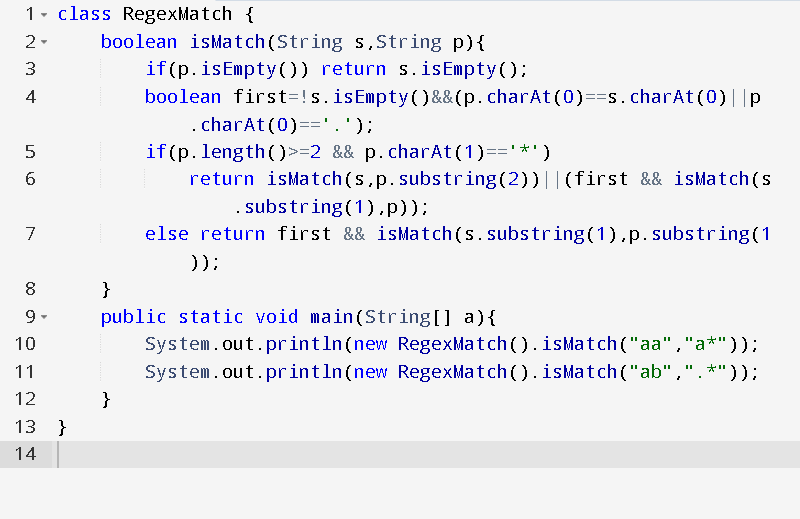 1 class RegexMatch {
2     boolean isMatch(String s,String p){
3         if(p.isEmpty()) return s.isEmpty();
4         boolean first=!s.isEmpty()&&(p.charAt(0)==s.charAt(0)||p
            .charAt(0)=='.');
5         if(p.length()>=2 && p.charAt(1)=='*')
6             return isMatch(s,p.substring(2))||(first && isMatch(s
                .substring(1),p));
7         else return first && isMatch(s.substring(1),p.substring(1
            ));
8     }
9     public static void main(String[] a){
10         System.out.println(new RegexMatch().isMatch("aa","a*"));
11         System.out.println(new RegexMatch().isMatch("ab",".*"));
12     }
13 }
14